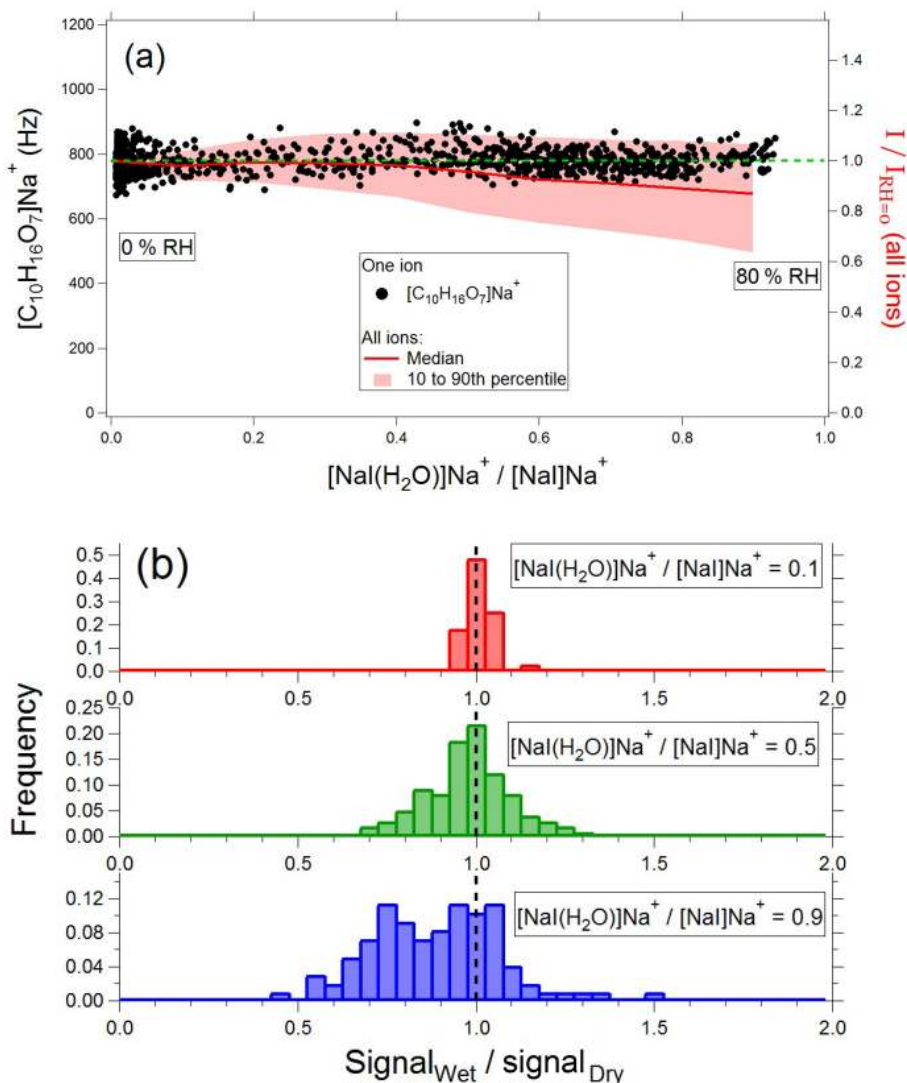 (a)
1200
1000
800
600
400
200
0
[C₁₀H₁₆O₇]Na⁺ (Hz)
1.4
1.2
1.0
0.8
0.6
0.4
0.2
0.0
I / I_RH=0 (all ions)
0 % RH
80 % RH
One ion
[C₁₀H₁₆O₇]Na⁺
All ions:
Median
10 to 90th percentile
0.0 0.2 0.4 0.6 0.8 1.0
[NaI(H₂O)]Na⁺ / [NaI]Na⁺
(b)
Frequency
[NaI(H₂O)]Na⁺ / [NaI]Na⁺ = 0.1
0.5
0.4
0.3
0.2
0.1
0.0
0.0 0.5 1.0 1.5 2.0
[NaI(H₂O)]Na⁺ / [NaI]Na⁺ = 0.5
0.25
0.20
0.15
0.10
0.05
0.00
0.0 0.5 1.0 1.5 2.0
[NaI(H₂O)]Na⁺ / [NaI]Na⁺ = 0.9
0.12
0.08
0.04
0.00
0.0 0.5 1.0 1.5 2.0
Signal_Wet / signal_Dry